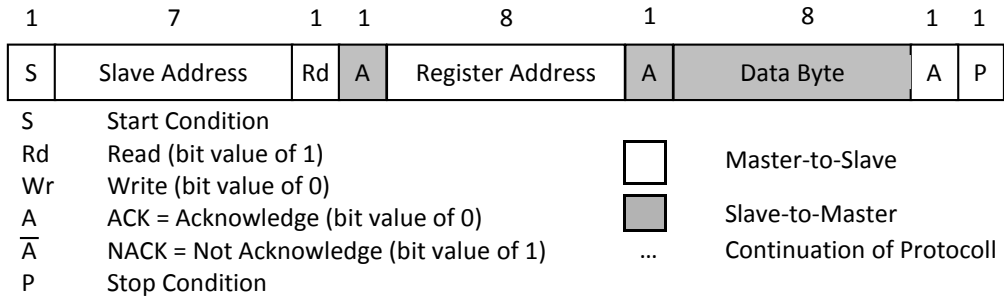 1 7 1 1 8 1 8 1 1
S Slave Address Rd A Register Address A Data Byte A P
S Start Condition
Rd Read (bit value of 1)
Wr Write (bit value of 0)
A ACK = Acknowledge (bit value of 0)
A̅ NACK = Not Acknowledge (bit value of 1)
P Stop Condition
Master-to-Slave
Slave-to-Master
... Continuation of Protocoll